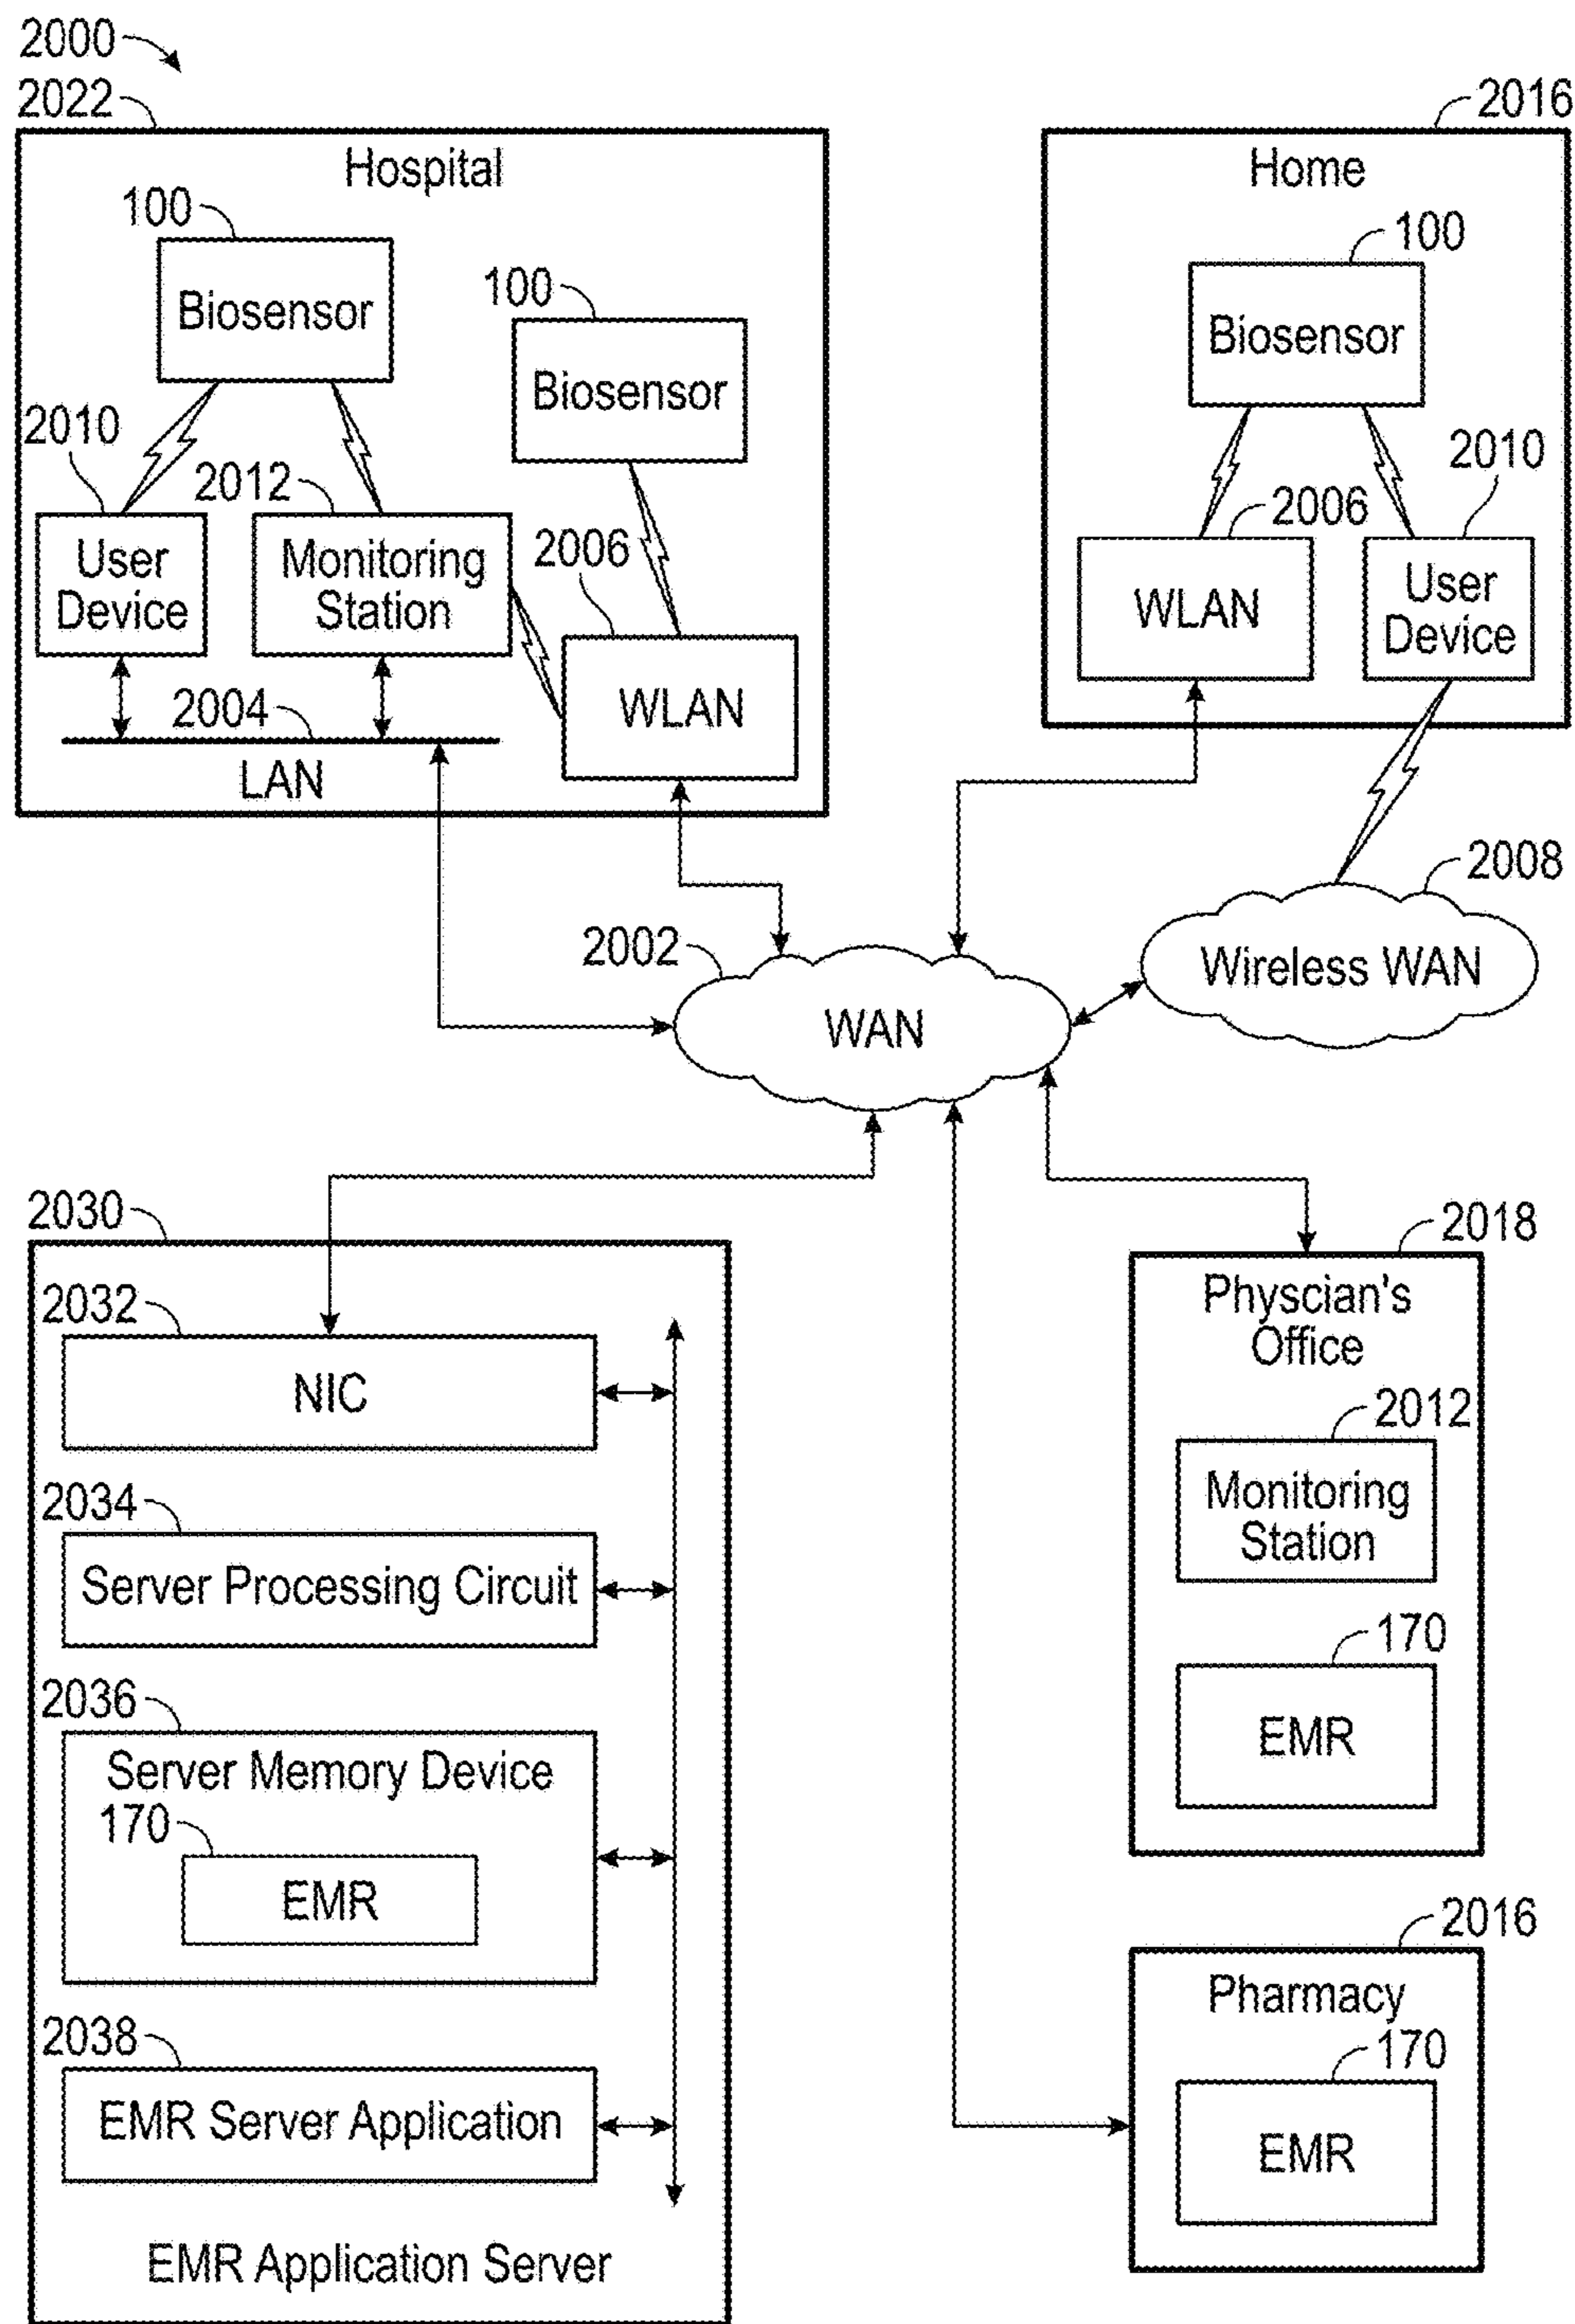 2000
2022
Hospital
100
Biosensor
100
Biosensor
2010
User
Device
2012
Monitoring
Station
2006
WLAN
2004
LAN
2016
Home
100
Biosensor
2006
WLAN
2010
User
Device
2008
Wireless WAN
2002
WAN
2030
2032
NIC
2034
Server Processing Circuit
2036
Server Memory Device
170
EMR
2038
EMR Server Application
EMR Application Server
2018
Physcian's
Office
2012
Monitoring
Station
170
EMR
2016
Pharmacy
170
EMR